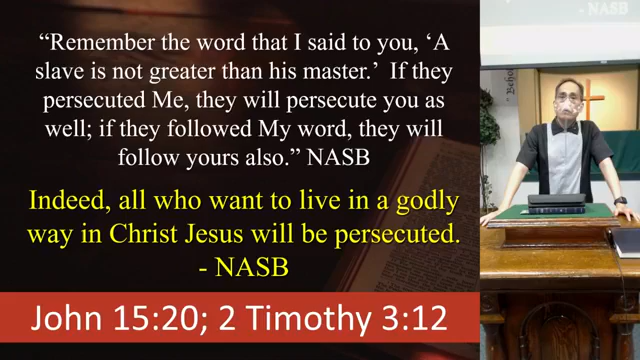 “Remember the word that I said to you, ‘A
slave is not greater than his master.’ If they
persecuted Me, they will persecute you as
well; if they followed My word, they will
follow yours also.” NASB
Indeed, all who want to live in a godly
way in Christ Jesus will be persecuted.
- NASB
John 15:20; 2 Timothy 3:12
- NASB